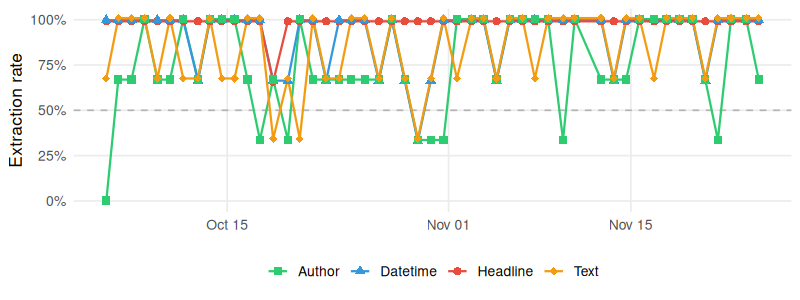 Extraction rate
100%
75%
50%
25%
0%
Oct 15 Nov 01 Nov 15
Author Datetime Headline Text